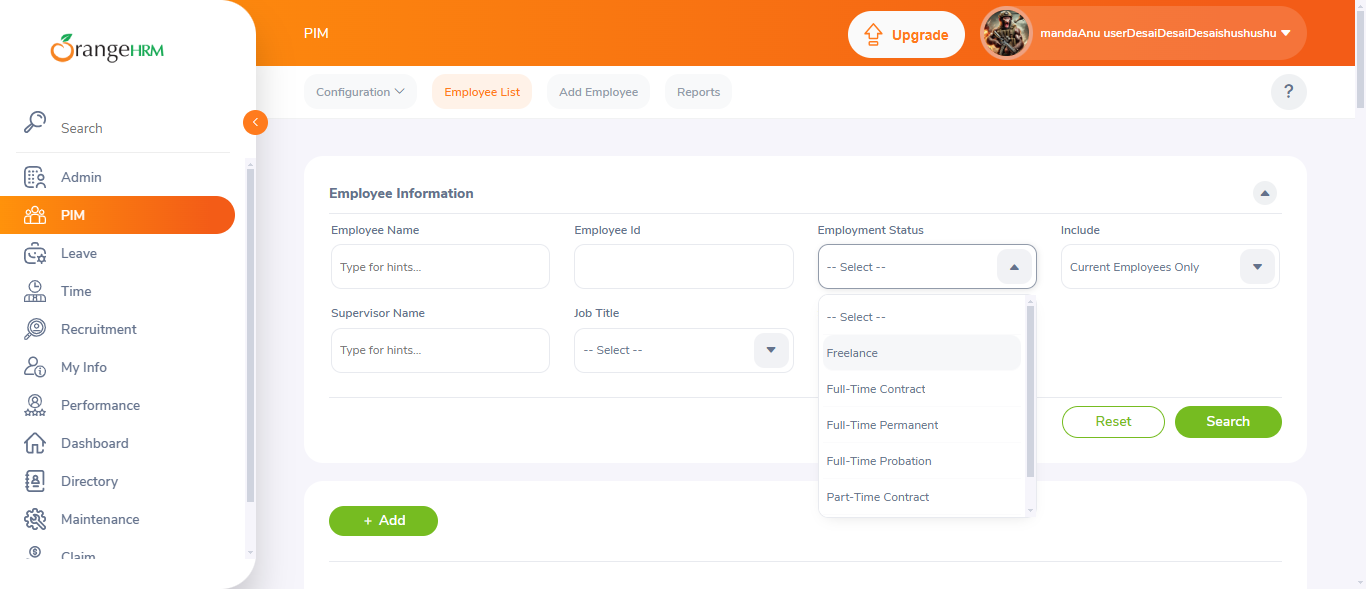 OrangeHRM
PIM
Upgrade
mandaAnu userDesaiDesaiDesaishushushu
Configuration
Employee List
Add Employee
Reports
?
Search
Admin
PIM
Leave
Time
Recruitment
My Info
Performance
Dashboard
Directory
Maintenance
Claim
Employee Information
Employee Name
Employee Id
Employment Status
Include
Type for hints...
-- Select --
Current Employees Only
Supervisor Name
Job Title
Type for hints...
-- Select --
-- Select --
Freelance
Full-Time Contract
Full-Time Permanent
Full-Time Probation
Part-Time Contract
Reset
Search
+ Add